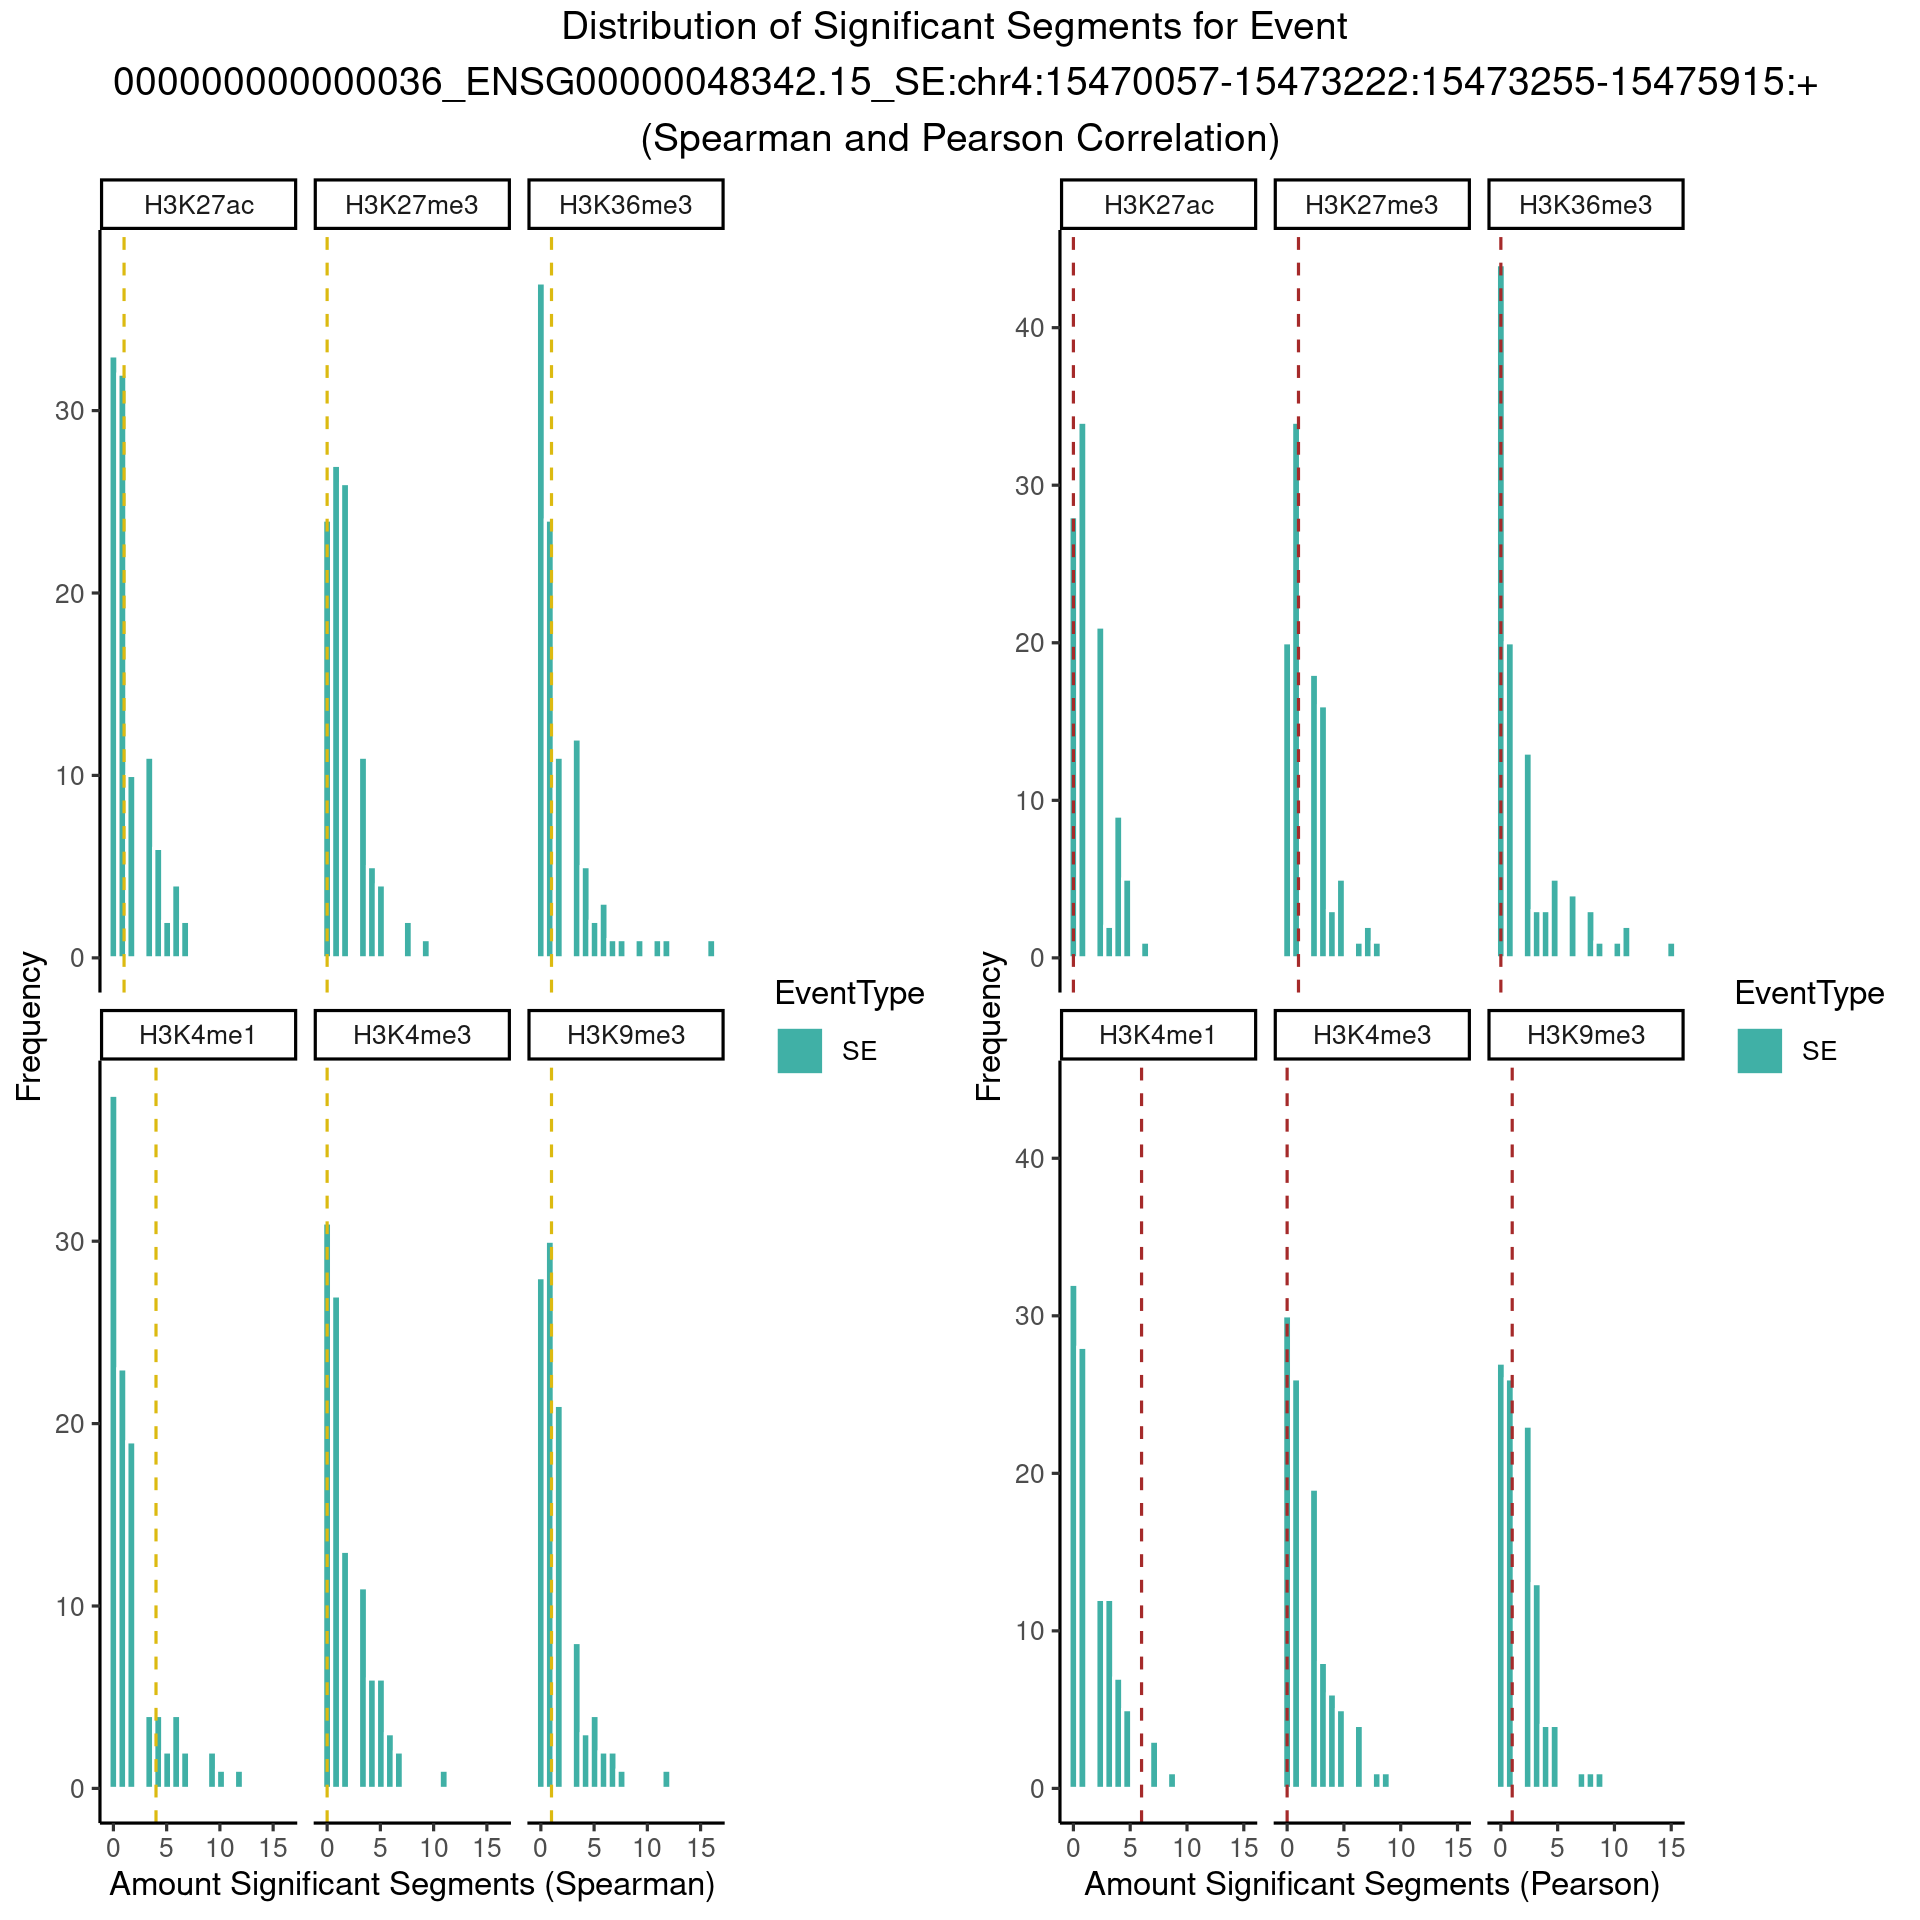 Distribution of Significant Segments for Event
000000000000036_ENSG00000048342.15_SE:chr4:15470057-15473222:15473255-15475915:+
(Spearman and Pearson Correlation)
H3K27ac H3K27me3 H3K36me3
30
20
10
0
H3K4me1 H3K4me3 H3K9me3
30
20
10
0
0 5 10 15 0 5 10 15 0 5 10 15
Frequency
Amount Significant Segments (Spearman)
EventType
SE
H3K27ac H3K27me3 H3K36me3
40
30
20
10
0
H3K4me1 H3K4me3 H3K9me3
40
30
20
10
0
0 5 10 15 0 5 10 15 0 5 10 15
Frequency
Amount Significant Segments (Pearson)
EventType
SE